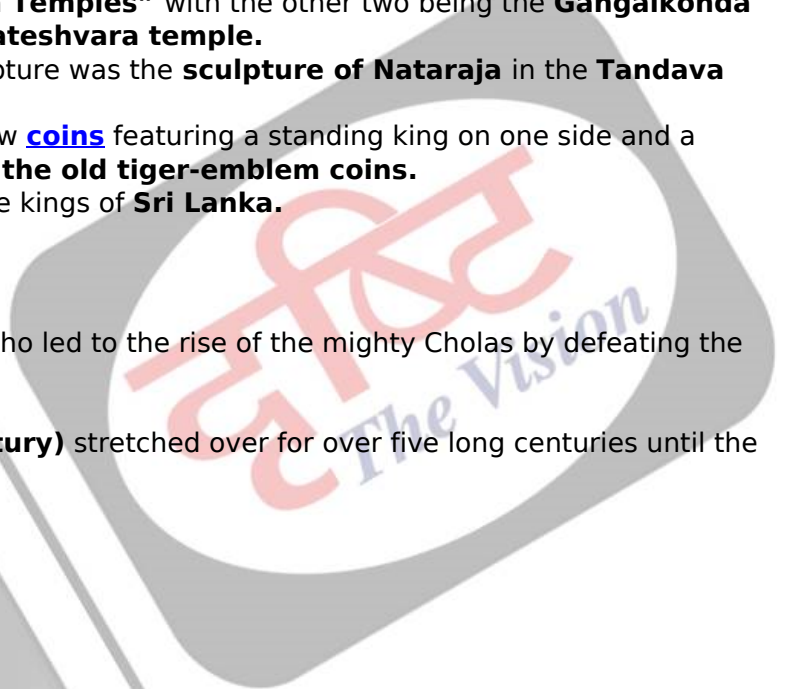 Temples" with the other two being the Gangaikonda
ateshvara temple.
pture was the sculpture of Nataraja in the Tandava
w coins featuring a standing king on one side and a
the old tiger-emblem coins.
e kings of Sri Lanka.
दृष्टि
The Vision
ho led to the rise of the mighty Cholas by defeating the
tury) stretched over for over five long centuries until the